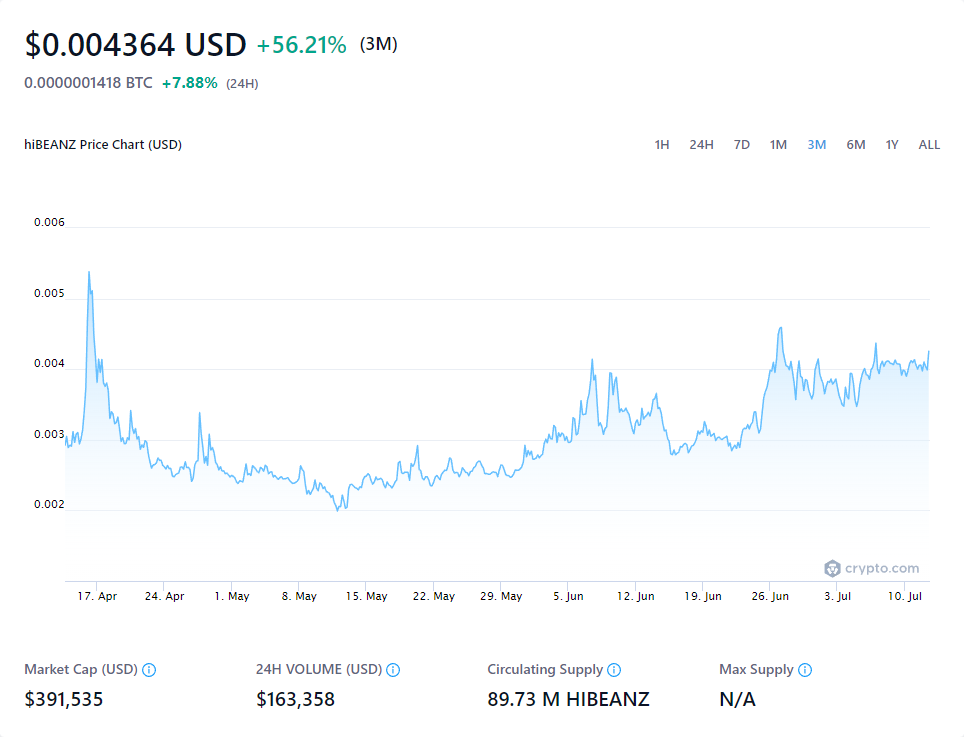 $0.004364 USD +56.21% (3M)
0.0000001418 BTC +7.88% (24H)
hiBEANZ Price Chart (USD) 1H 24H 7D 1M 3M 6M 1Y ALL
0.006
0.005
0.004
0.003
0.002
crypto.com
17. Apr 24. Apr 1. May 8. May 15. May 22. May 29. May 5. Jun 12. Jun 19. Jun 26. Jun 3. Jul 10. Jul
Market Cap (USD) 24H VOLUME (USD) Circulating Supply Max Supply
$391,535 $163,358 89.73 M HIBEANZ N/A